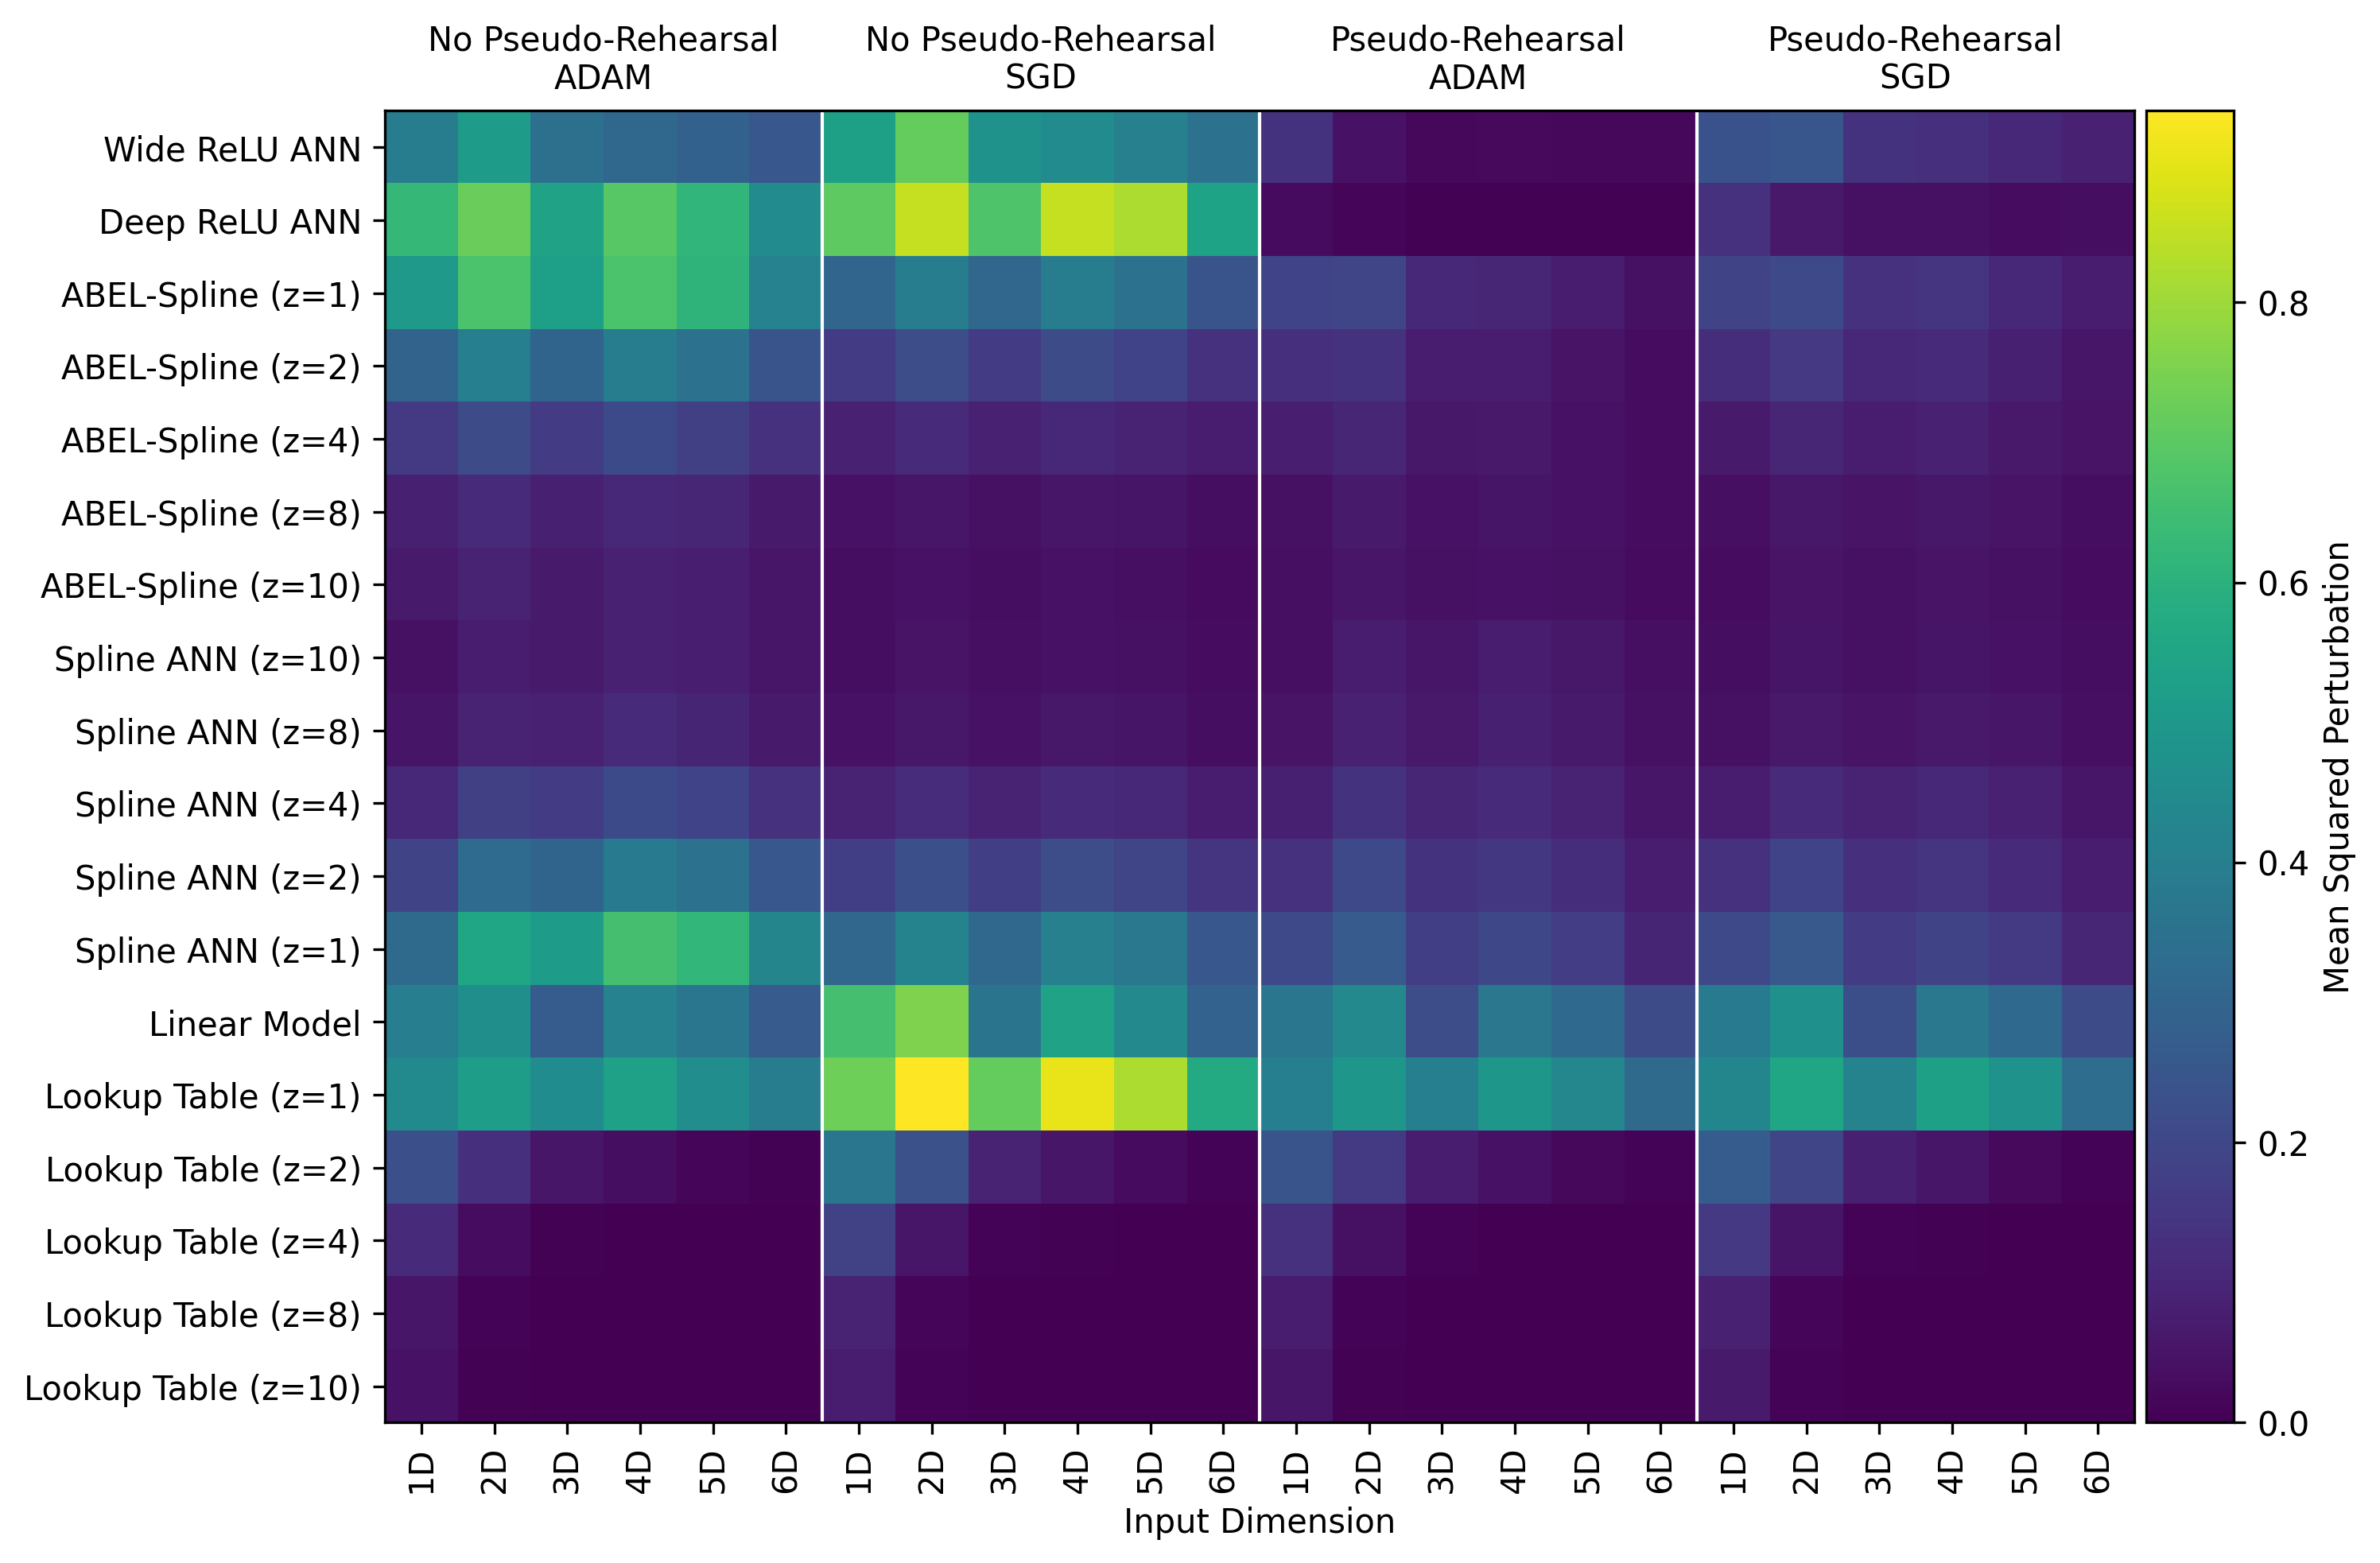 No Pseudo-Rehearsal
ADAM
No Pseudo-Rehearsal
SGD
Pseudo-Rehearsal
ADAM
Pseudo-Rehearsal
SGD
Wide ReLU ANN
Deep ReLU ANN
ABEL-Spline (z=1)
ABEL-Spline (z=2)
ABEL-Spline (z=4)
ABEL-Spline (z=8)
ABEL-Spline (z=10)
Spline ANN (z=10)
Spline ANN (z=8)
Spline ANN (z=4)
Spline ANN (z=2)
Spline ANN (z=1)
Linear Model
Lookup Table (z=1)
Lookup Table (z=2)
Lookup Table (z=4)
Lookup Table (z=8)
Lookup Table (z=10)
1D 2D 3D 4D 5D 6D 1D 2D 3D 4D 5D 6D 1D 2D 3D 4D 5D 6D 1D 2D 3D 4D 5D 6D
Input Dimension
0.8
0.6
0.4
0.2
0.0
Mean Squared Perturbation